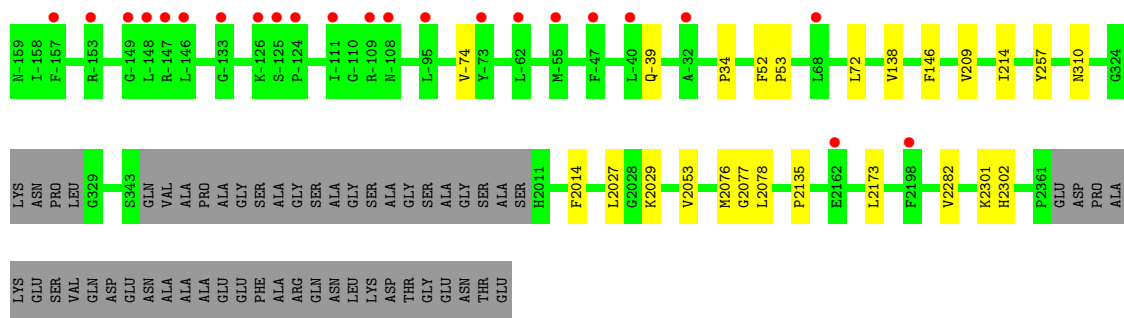 N-159 I-158 F-157 R-153 G-149 L-148 R-147 L-146 G-133 K-126 S-125 P-124 I-111 G-110 R-109 N-108 L-95 V-74 Y-73 L-62 M-55 F-47 L-40 Q-39 A-32 P34 F52 P53 L68 L72 V138 F146 V209 I214 Y257 N310 G324
LYS ASN PRO LEU G329 S343 GLN VAL ALA PRO ALA GLY SER ALA GLY SER ALA GLY SER ALA GLY SER ALA GLY SER ALA SER H2011 F2014 L2027 G2028 K2029 V2053 M2076 G2077 L2078 P2135 E2162 L2173 F2198 V2282 K2301 H2302 P2361 GLU ASP PRO ALA
LYS GLU SER VAL GLN ASP GLU ASN ALA ALA ALA GLU GLU PHE ALA ARG GLN ASN LEU LYS ASP THR GLY GLU ASN THR GLU